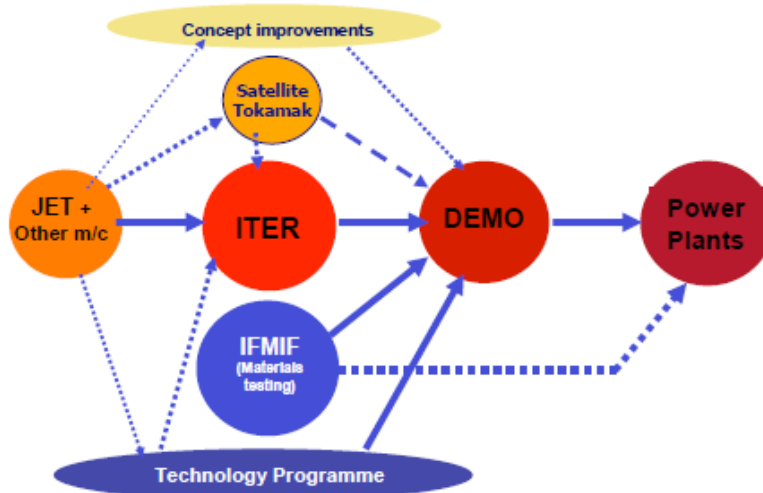 Concept improvements
Satellite
Tokamak
JET +
Other m/c
ITER
DEMO
Power
Plants
IFMIF
(Materials
testing)
Technology Programme